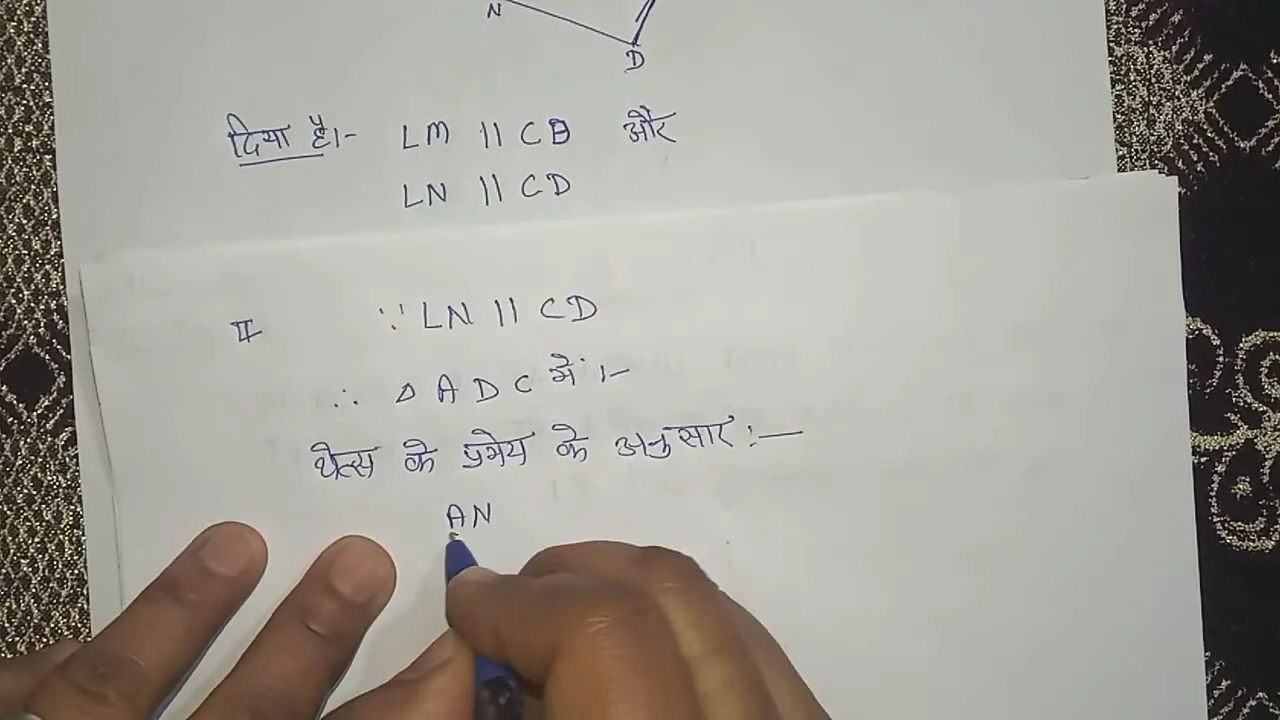 N
D
दिया है।- LM || CB और
LN || CD
II ∵ LN || CD
∴ △ ADC में :-
थेल्स के प्रमेय के अनुसार :—
AN